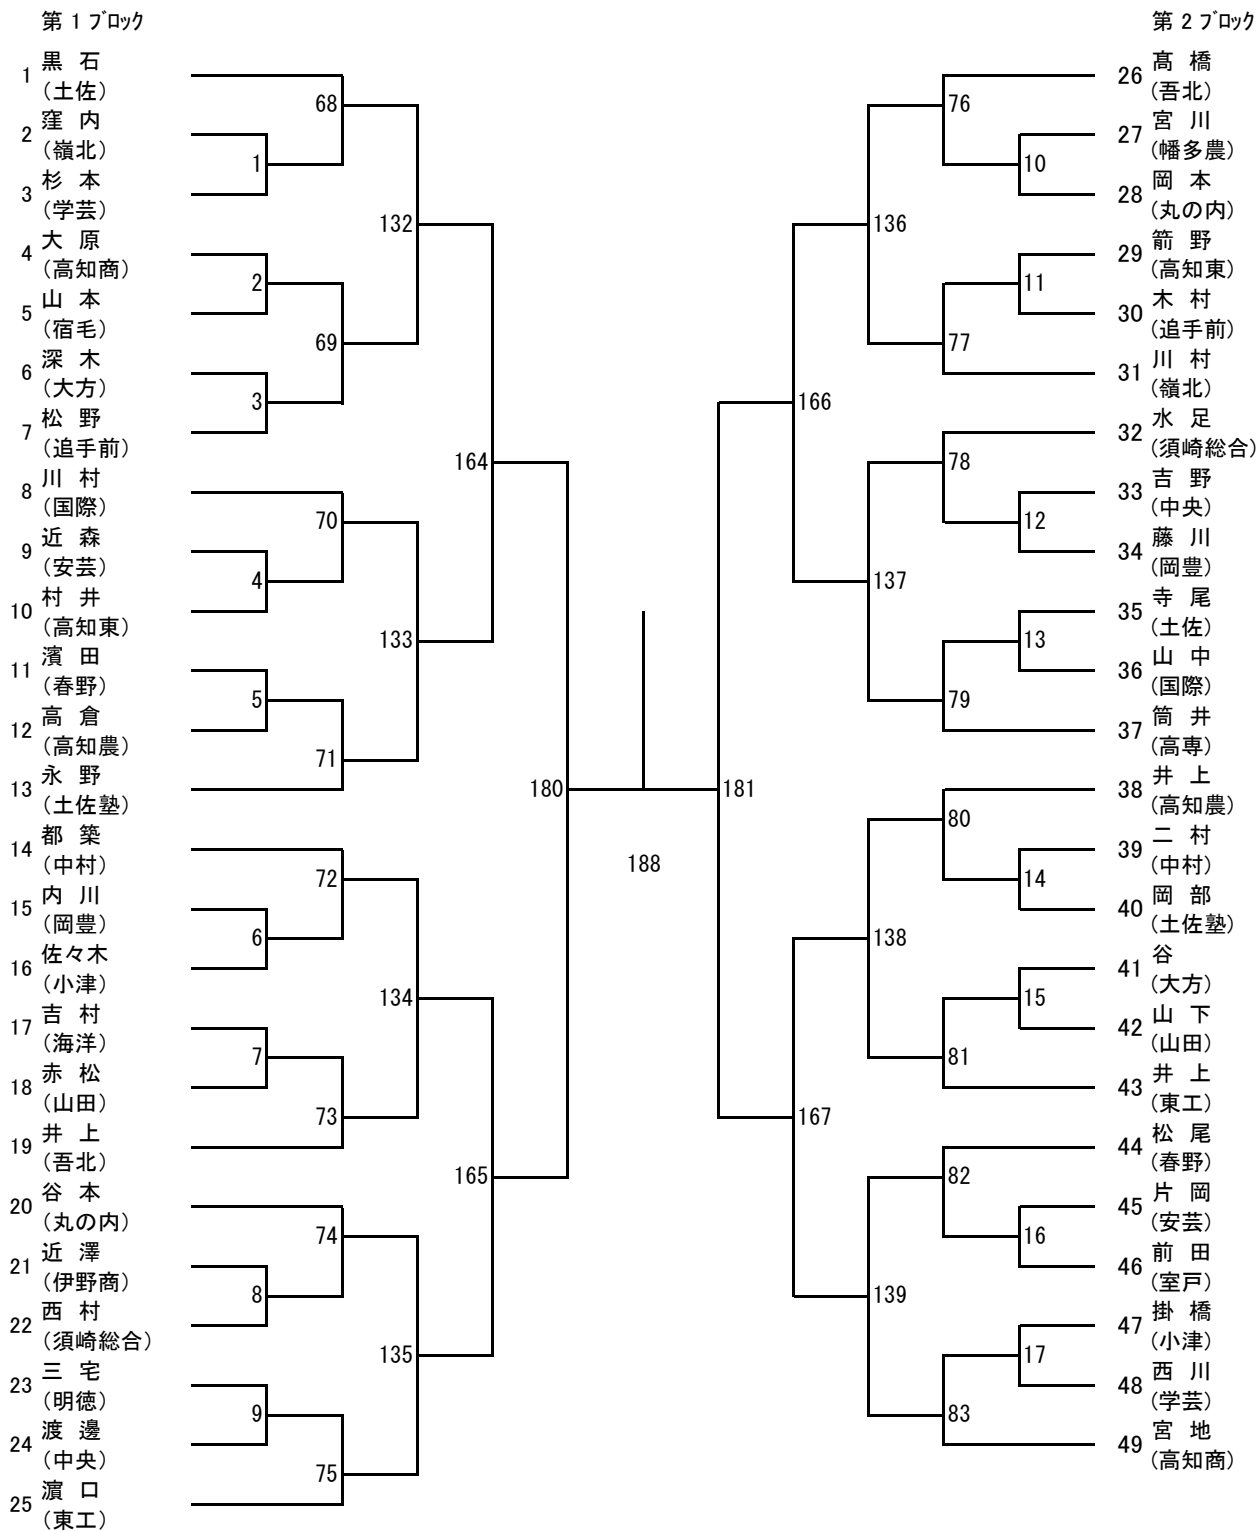 第１ブロック
1 黒 石
(土佐)
2 窪 内
(嶺北)
3 杉 本
(学芸)
4 大 原
(高知商)
5 山 本
(宿毛)
6 深 木
(大方)
7 松 野
(追手前)
8 川 村
(国際)
9 近 森
(安芸)
10 村 井
(高知東)
11 濱 田
(春野)
12 高 倉
(高知農)
13 永 野
(土佐塾)
14 都 築
(中村)
15 内 川
(岡豊)
16 佐々木
(小津)
17 吉 村
(海洋)
18 赤 松
(山田)
19 井 上
(吾北)
20 谷 本
(丸の内)
21 近 澤
(伊野商)
22 西 村
(須崎総合)
23 三 宅
(明徳)
24 渡 邊
(中央)
25 濵 口
(東工)
1
2
3
4
5
6
7
8
9
68
69
70
71
72
73
74
75
132
133
134
135
164
165
180
188
181
166
167
136
137
138
139
76
77
78
79
80
81
82
83
10
11
12
13
14
15
16
17
第２ブロック
26 髙 橋
(吾北)
27 宮 川
(幡多農)
28 岡 本
(丸の内)
29 箭 野
(高知東)
30 木 村
(追手前)
31 川 村
(嶺北)
32 水 足
(須崎総合)
33 吉 野
(中央)
34 藤 川
(岡豊)
35 寺 尾
(土佐)
36 山 中
(国際)
37 筒 井
(高専)
38 井 上
(高知農)
39 二 村
(中村)
40 岡 部
(土佐塾)
41 谷
(大方)
42 山 下
(山田)
43 井 上
(東工)
44 松 尾
(春野)
45 片 岡
(安芸)
46 前 田
(室戸)
47 掛 橋
(小津)
48 西 川
(学芸)
49 宮 地
(高知商)